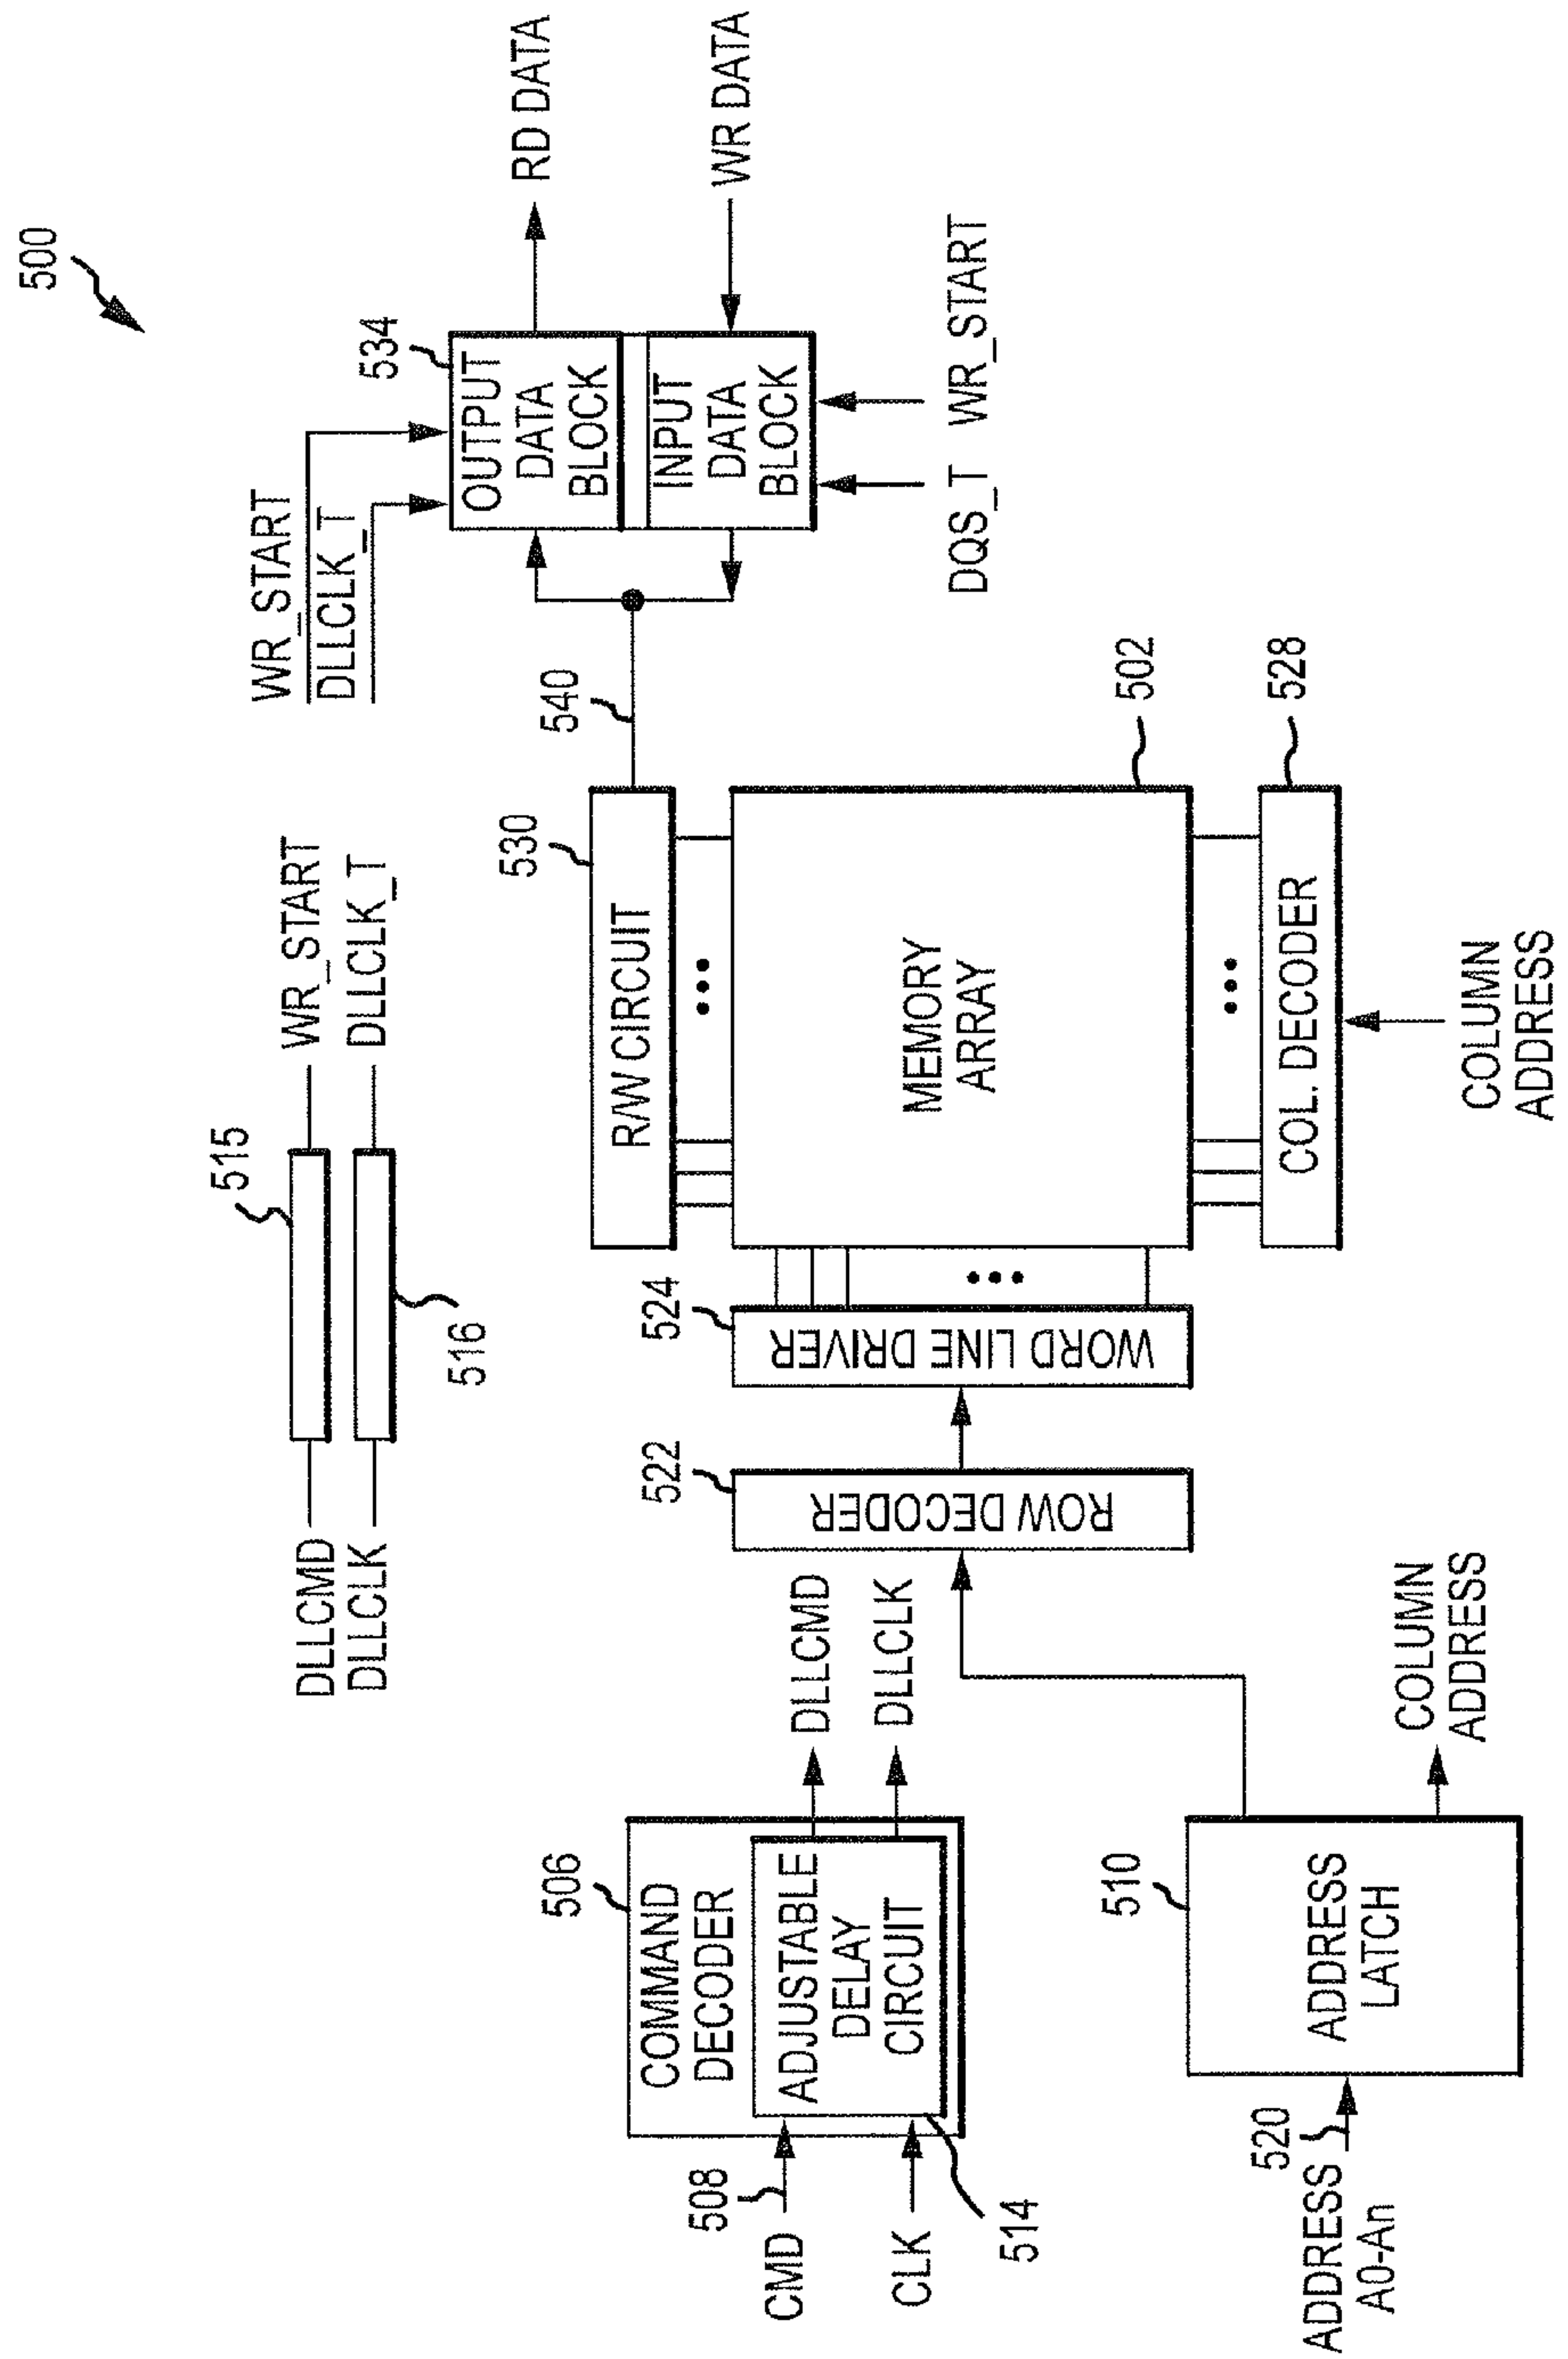 500
WR_START
DLLCLK_T
534
OUTPUT
DATA
BLOCK
RD DATA
INPUT
DATA
BLOCK
WR DATA
DQS_T
WR_START
540
DLLCMD
DLLCLK
515
516
WR_START
DLLCLK_T
530
R/W CIRCUIT
MEMORY
ARRAY
502
COL. DECODER
528
COLUMN
ADDRESS
524
WORD LINE DRIVER
522
ROW DECODER
506
COMMAND
DECODER
ADJUSTABLE
DELAY
CIRCUIT
DLLCMD
DLLCLK
CMD
508
CLK
514
510
ADDRESS
LATCH
COLUMN
ADDRESS
520
ADDRESS
A0-An